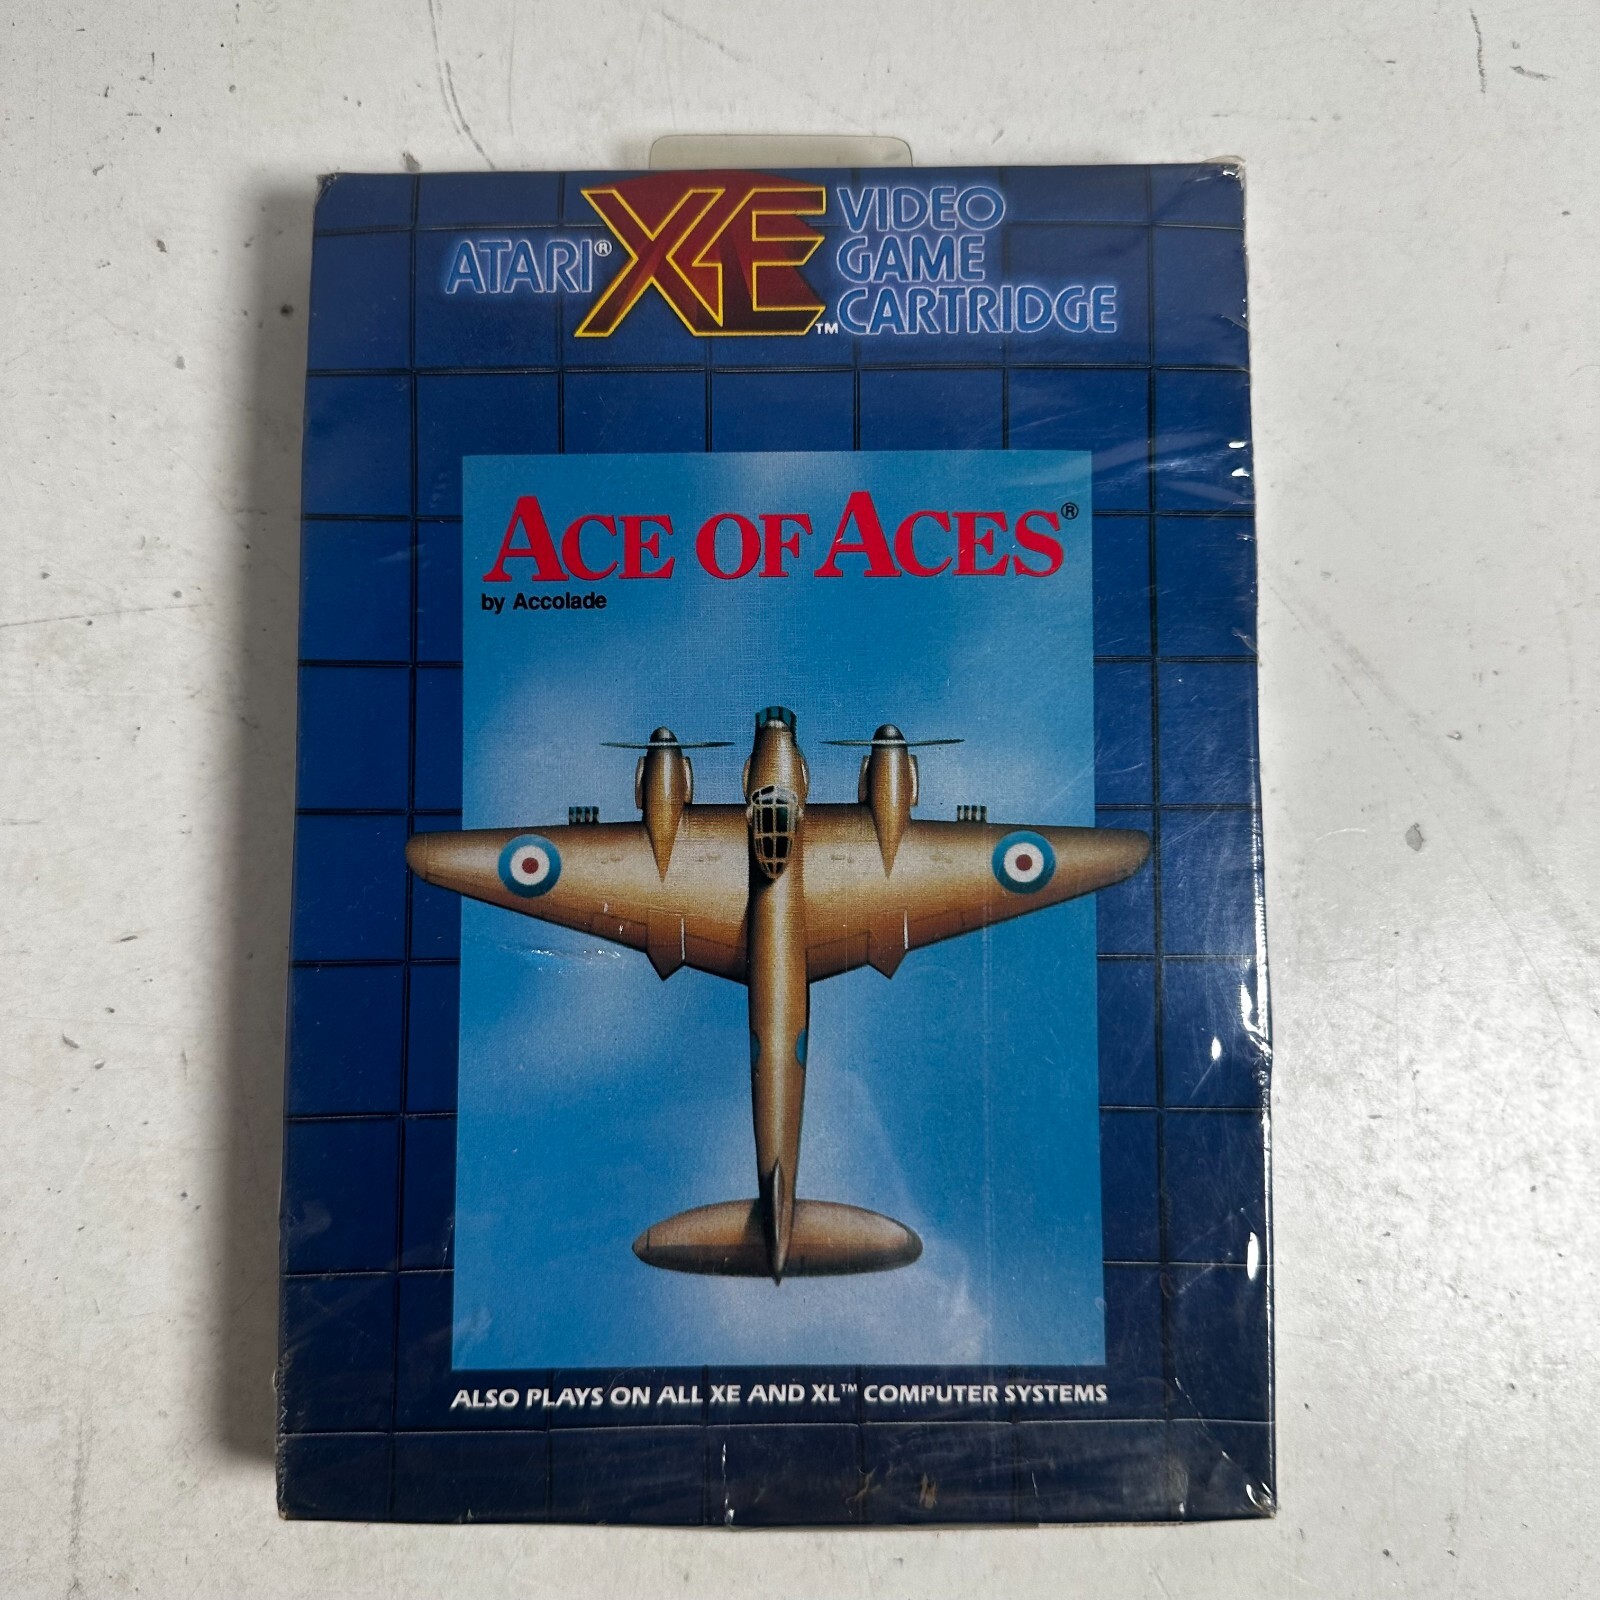 ATARI® XE™ VIDEO
GAME
CARTRIDGE
ACE OF ACES®
by Accolade
ALSO PLAYS ON ALL XE AND XL™ COMPUTER SYSTEMS